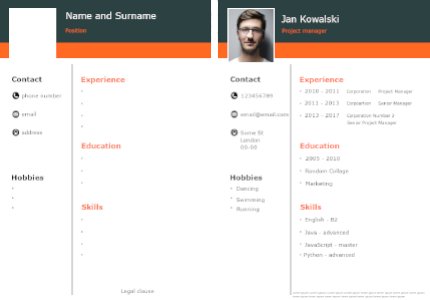 Name and Surname
Position
Contact
phone number
email
address
Hobbies
Experience
Education
Skills
Legal clause
Jan Kowalski
Project manager
Contact
123456789
email@email.com
Some St
London
00-00
Hobbies
Dancing
Swimming
Running
Experience
2010 - 2011 Corporation Project Manager
2011 - 2013 Corporation Senior Manager
2013 - 2017 Corporation Number 2
Senior Project Manager
Education
2005 - 2010
Random College
Marketing
Skills
English - B2
Java - advanced
JavaScript - master
Python - advanced